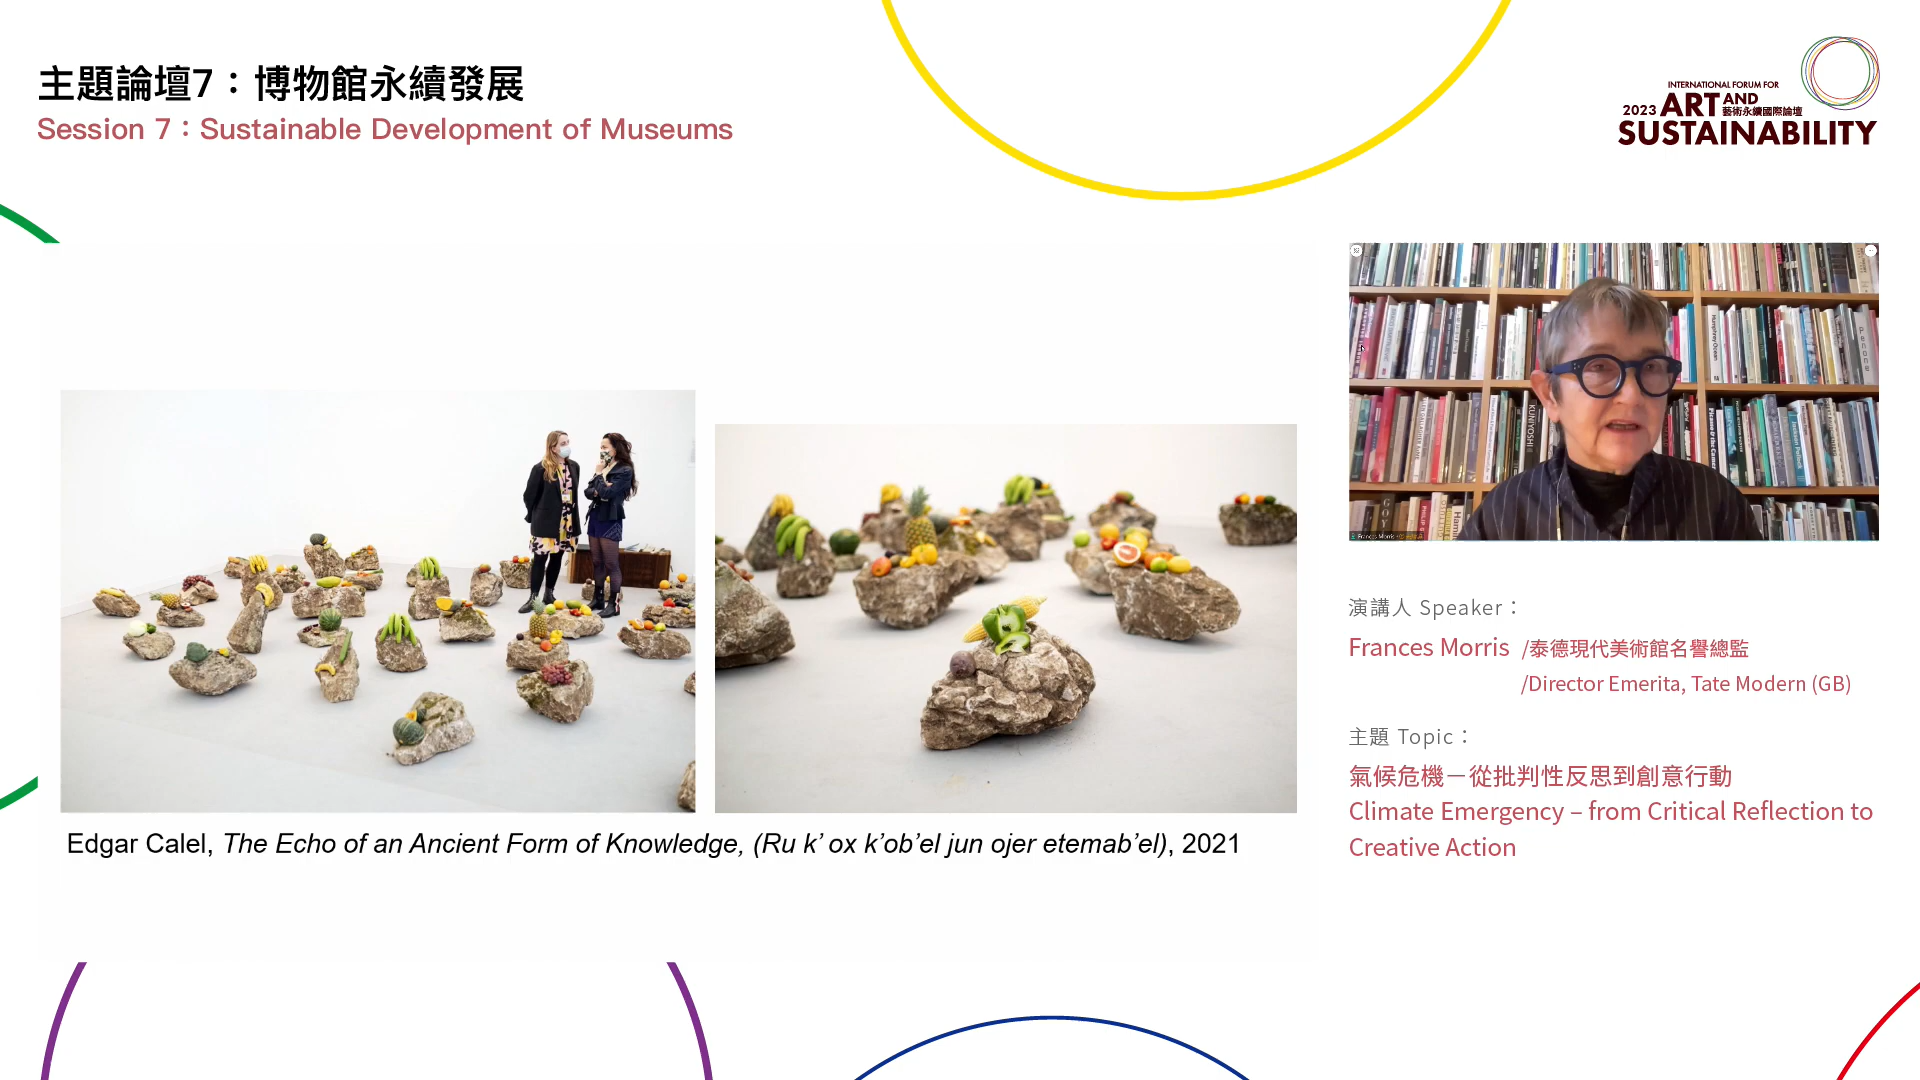 主題論壇7：博物館永續發展
Session 7：Sustainable Development of Museums
INTERNATIONAL FORUM FOR
2023 ART AND
藝術永續國際論壇
SUSTAINABILITY
Edgar Calel, The Echo of an Ancient Form of Knowledge, (Ru k’ ox k’ob’el jun ojer etemab’el), 2021
KUNIYOSHI
Frances Morris
演講人 Speaker：
Frances Morris /泰德現代美術館名譽總監
/Director Emerita, Tate Modern (GB)
主題 Topic：
氣候危機－從批判性反思到創意行動
Climate Emergency – from Critical Reflection to
Creative Action